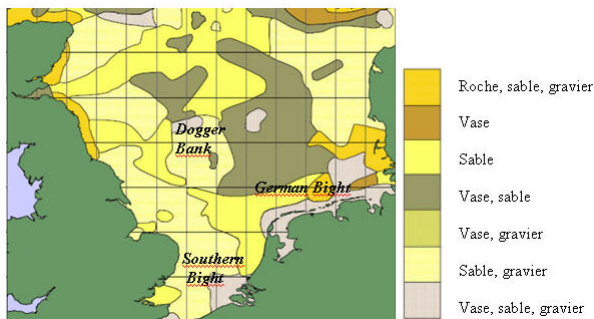 Dogger
Bank
German Bight
Southern
Bight
Roche, sable, gravier
Vase
Sable
Vase, sable
Vase, gravier
Sable, gravier
Vase, sable, gravier